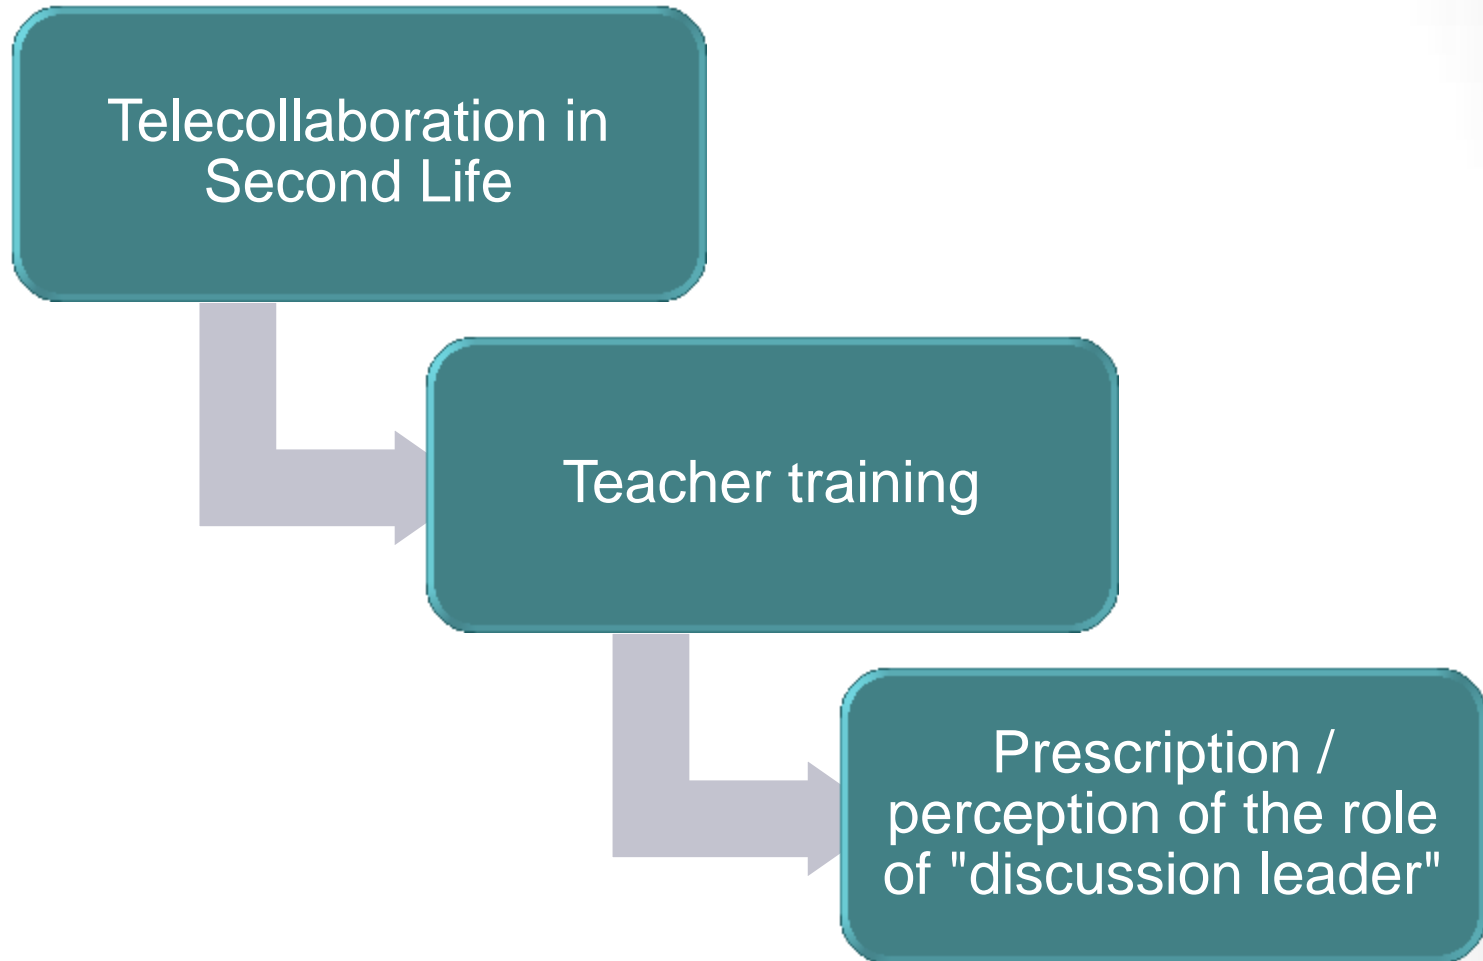 Telecollaboration in
Second Life
Teacher training
Prescription /
perception of the role
of "discussion leader"